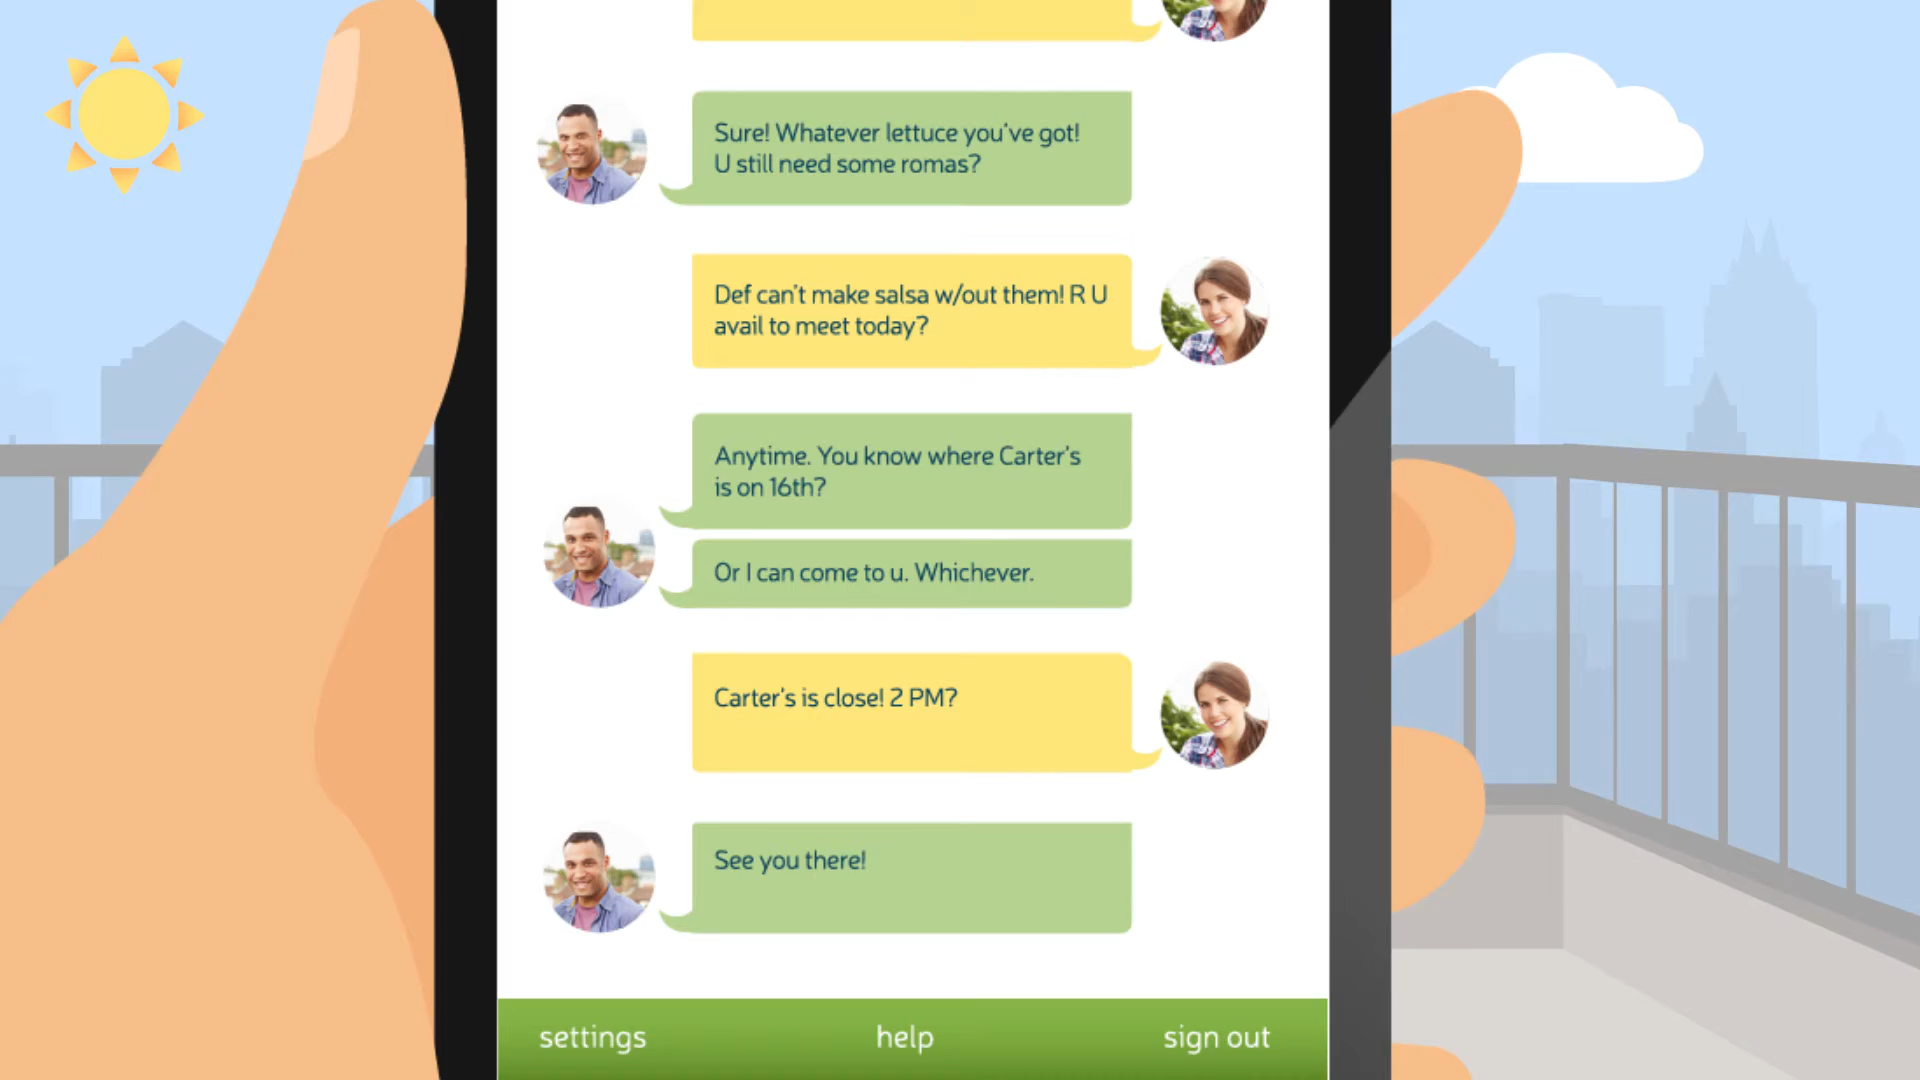 Sure! Whatever lettuce you've got!
U still need some romas?
Def can't make salsa w/out them! R U
avail to meet today?
Anytime. You know where Carter's
is on 16th?
Or I can come to u. Whichever.
Carter's is close! 2 PM?
See you there!
settings
help
sign out